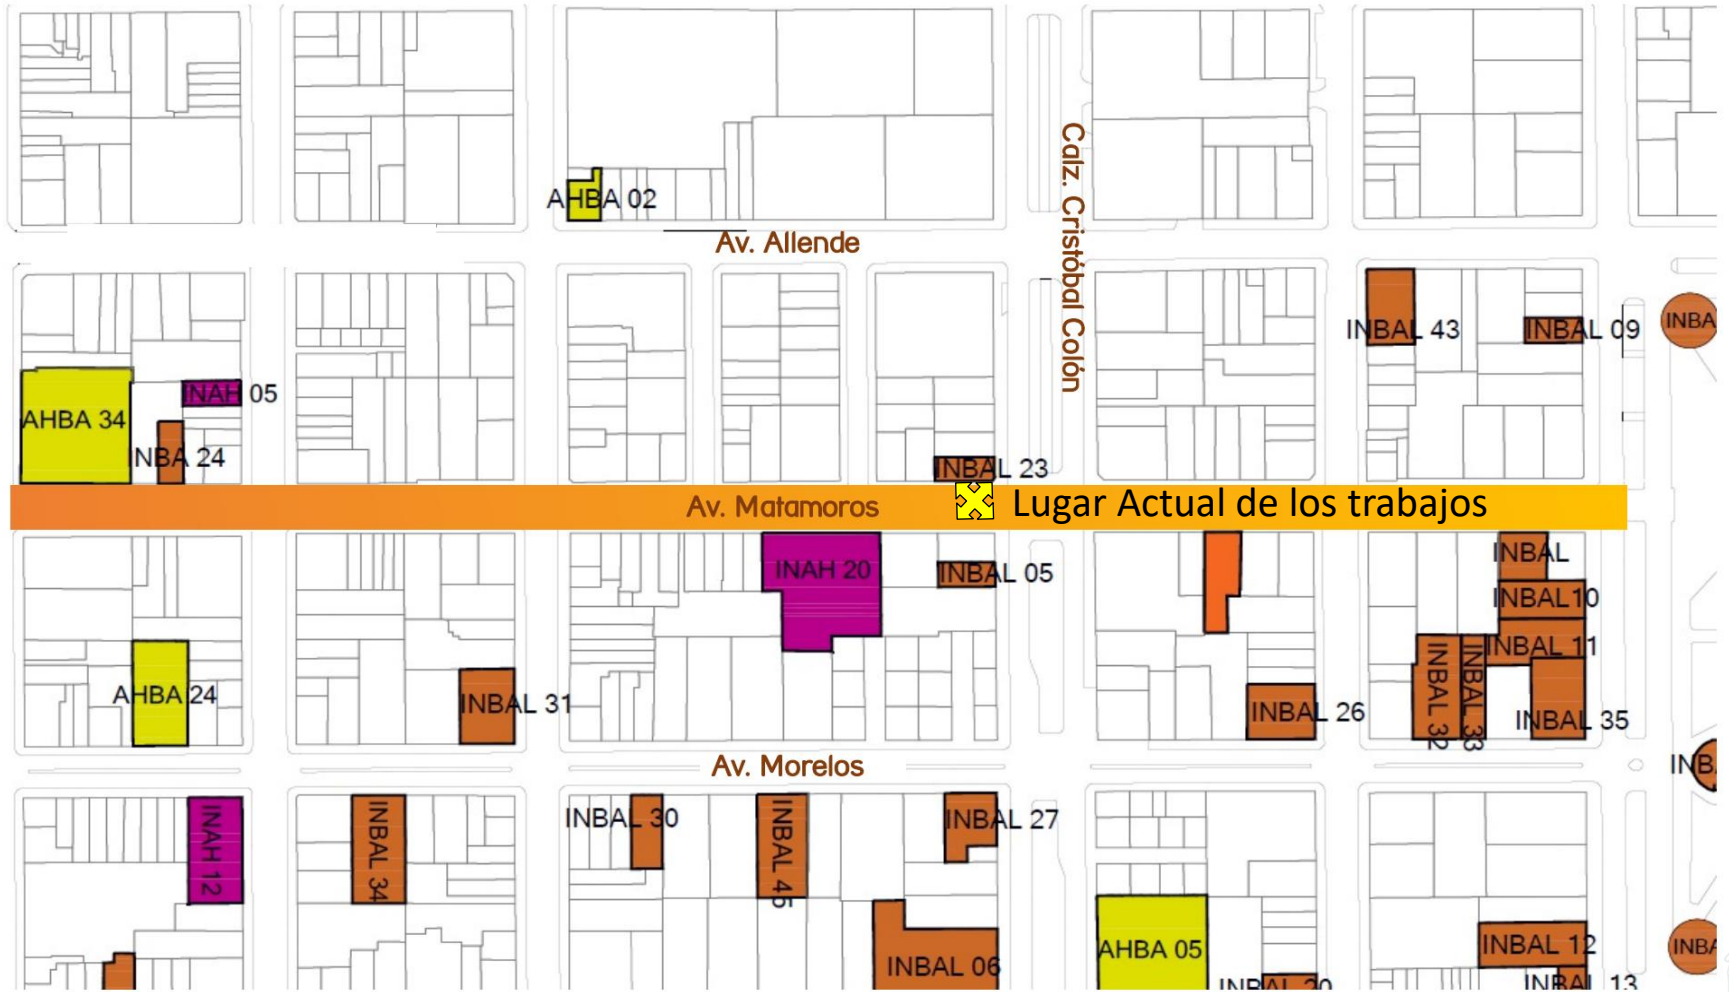 AHBA 02
Av. Allende
Calz. Cristóbal Colón
INBAL 43
INBAL 09
INBA
INAH 05
AHBA 34
INBA 24
INBAL 23
Av. Matamoros
Lugar Actual de los trabajos
INAH 20
INBAL 05
INBAL
INBAL10
INBAL 11
INBAL 32
INBAL 33
INBAL 35
AHBA 24
INBAL 31
INBAL 26
Av. Morelos
INB
INAH 12
INBAL 34
INBAL 30
INBAL 45
INBAL 27
AHBA 05
INBAL 06
INBAL 12
INBA
INBAL 20
INBAL 13